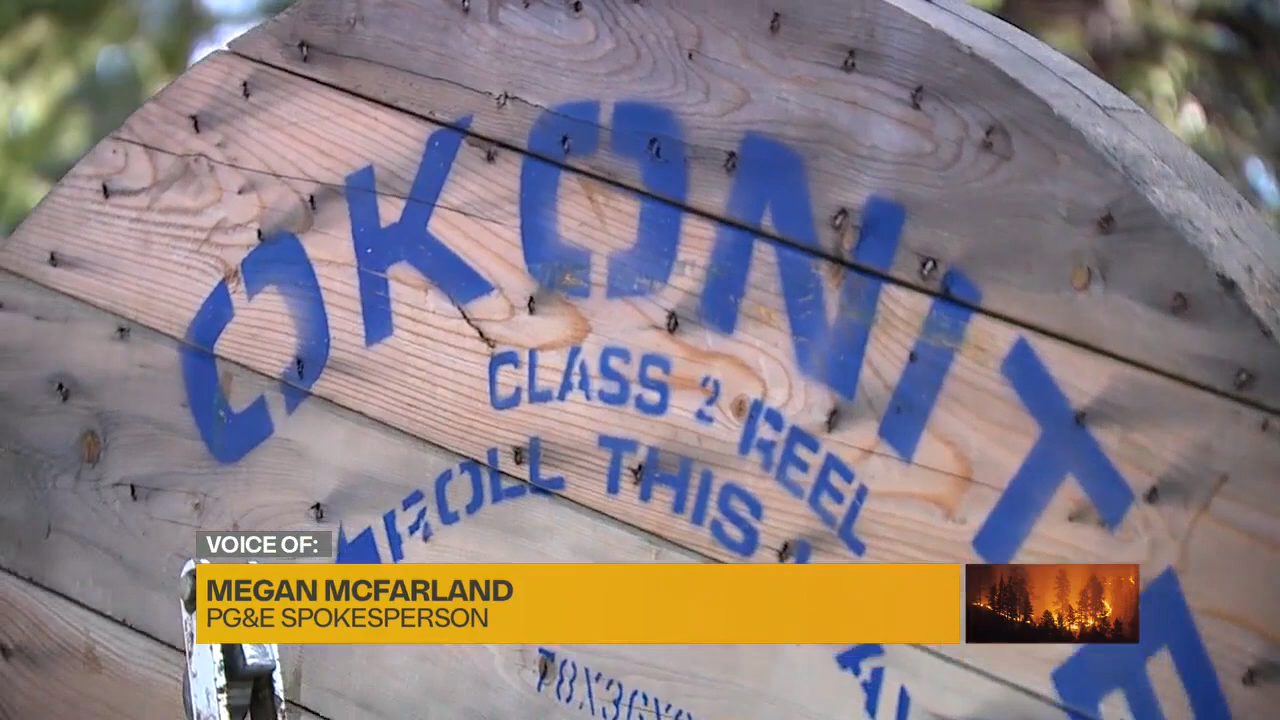 OKONITE
CLASS 2 REEL
ROLL THIS
VOICE OF:
MEGAN MCFARLAND
PG&E SPOKESPERSON